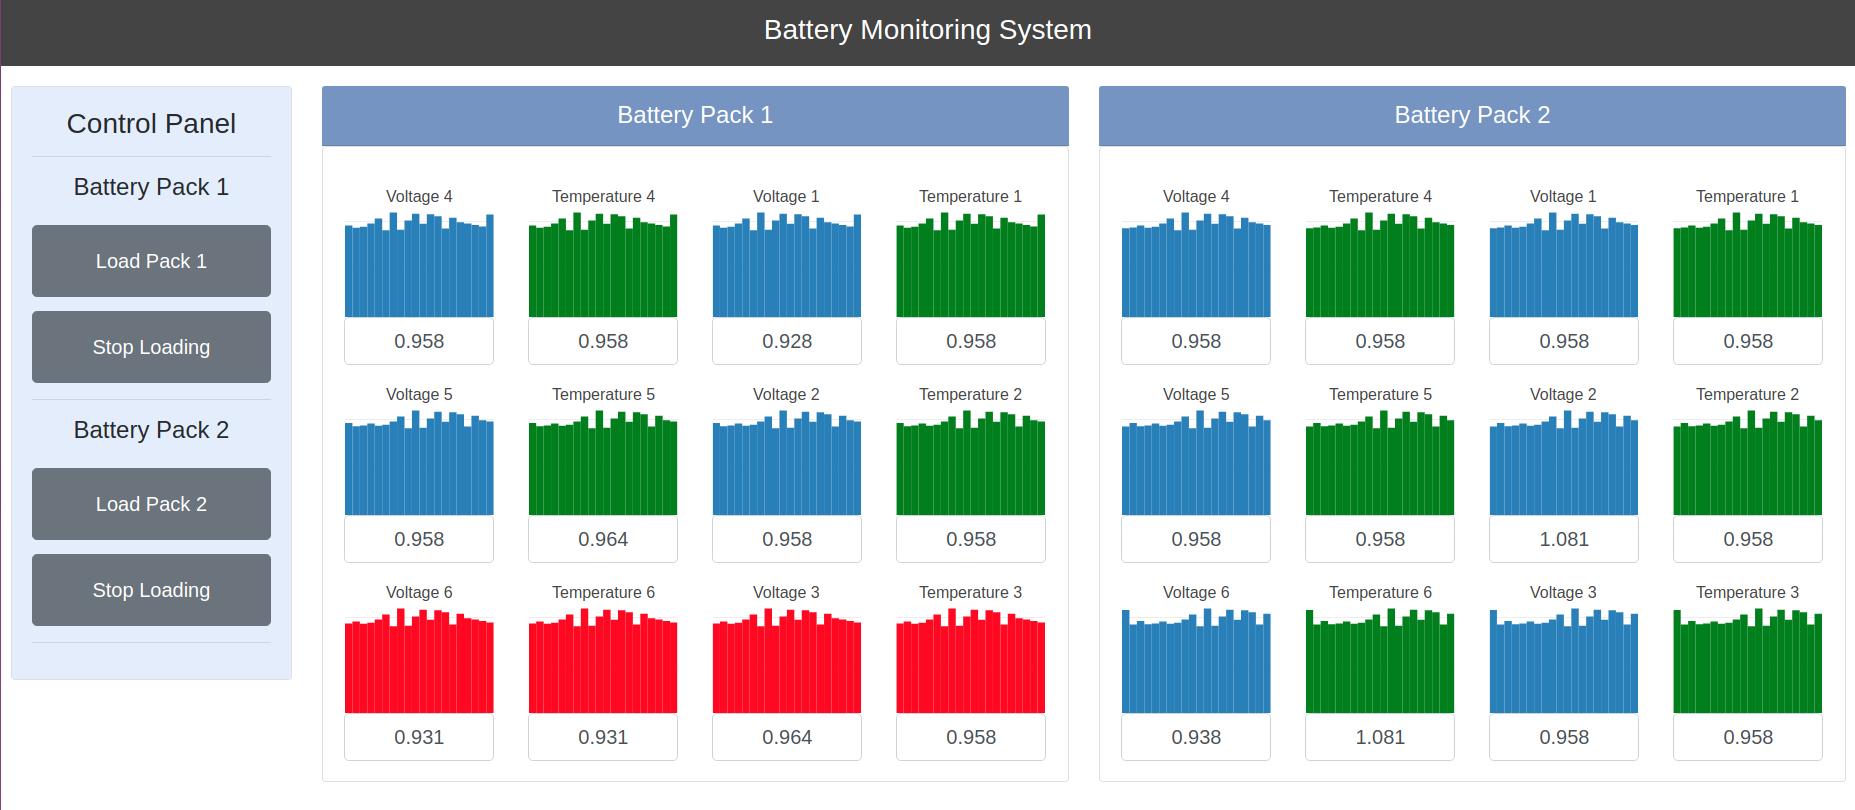 Battery Monitoring System
Control Panel
Battery Pack 1
Load Pack 1
Stop Loading
Battery Pack 2
Load Pack 2
Stop Loading
Battery Pack 1
Voltage 4 Temperature 4 Voltage 1 Temperature 1
0.958 0.958 0.928 0.958
Voltage 5 Temperature 5 Voltage 2 Temperature 2
0.958 0.964 0.958 0.958
Voltage 6 Temperature 6 Voltage 3 Temperature 3
0.931 0.931 0.964 0.958
Battery Pack 2
Voltage 4 Temperature 4 Voltage 1 Temperature 1
0.958 0.958 0.958 0.958
Voltage 5 Temperature 5 Voltage 2 Temperature 2
0.958 0.958 1.081 0.958
Voltage 6 Temperature 6 Voltage 3 Temperature 3
0.938 1.081 0.958 0.958